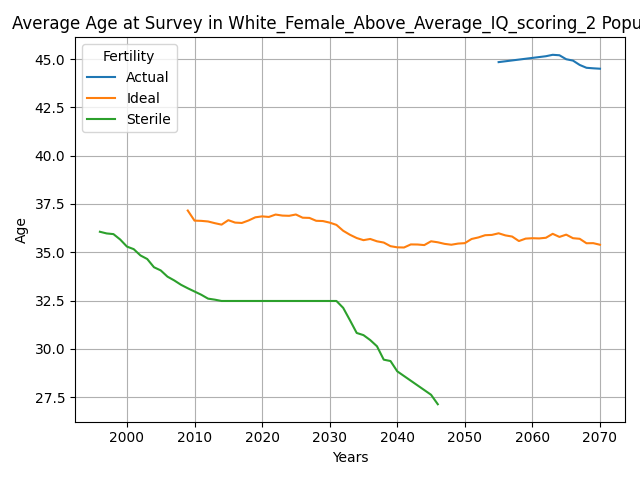 Average Age at Survey in White_Female_Above_Average_IQ_scoring_2 Popu
Fertility
Actual
Ideal
Sterile
45.0
42.5
40.0
37.5
35.0
32.5
30.0
27.5
Age
2000 2010 2020 2030 2040 2050 2060 2070
Years